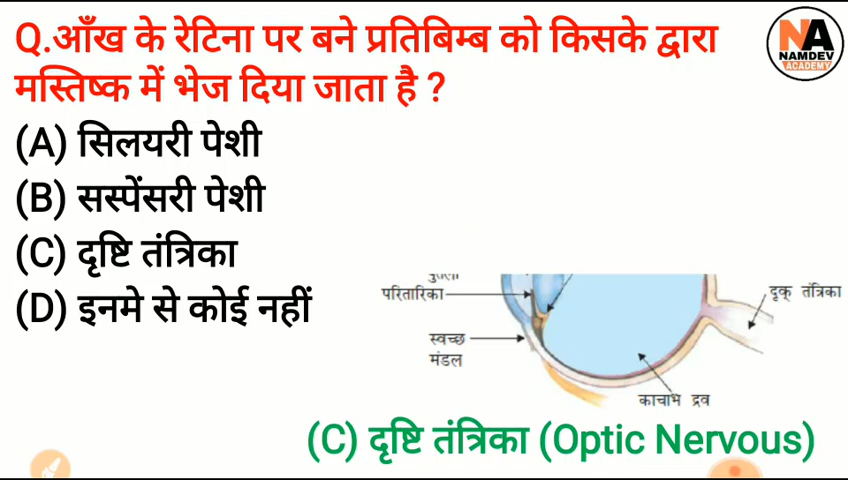 Q.आँख के रेटिना पर बने प्रतिबिम्ब को किसके द्वारा
मस्तिष्क में भेज दिया जाता है ?
NA
NAMDEV
ACADEMY
(A) सिलयरी पेशी
(B) सस्पेंसरी पेशी
(C) दृष्टि तंत्रिका
(D) इनमे से कोई नहीं
परितारिका
दृक् तंत्रिका
स्वच्छ
मंडल
काचाभ द्रव
(C) दृष्टि तंत्रिका (Optic Nervous)